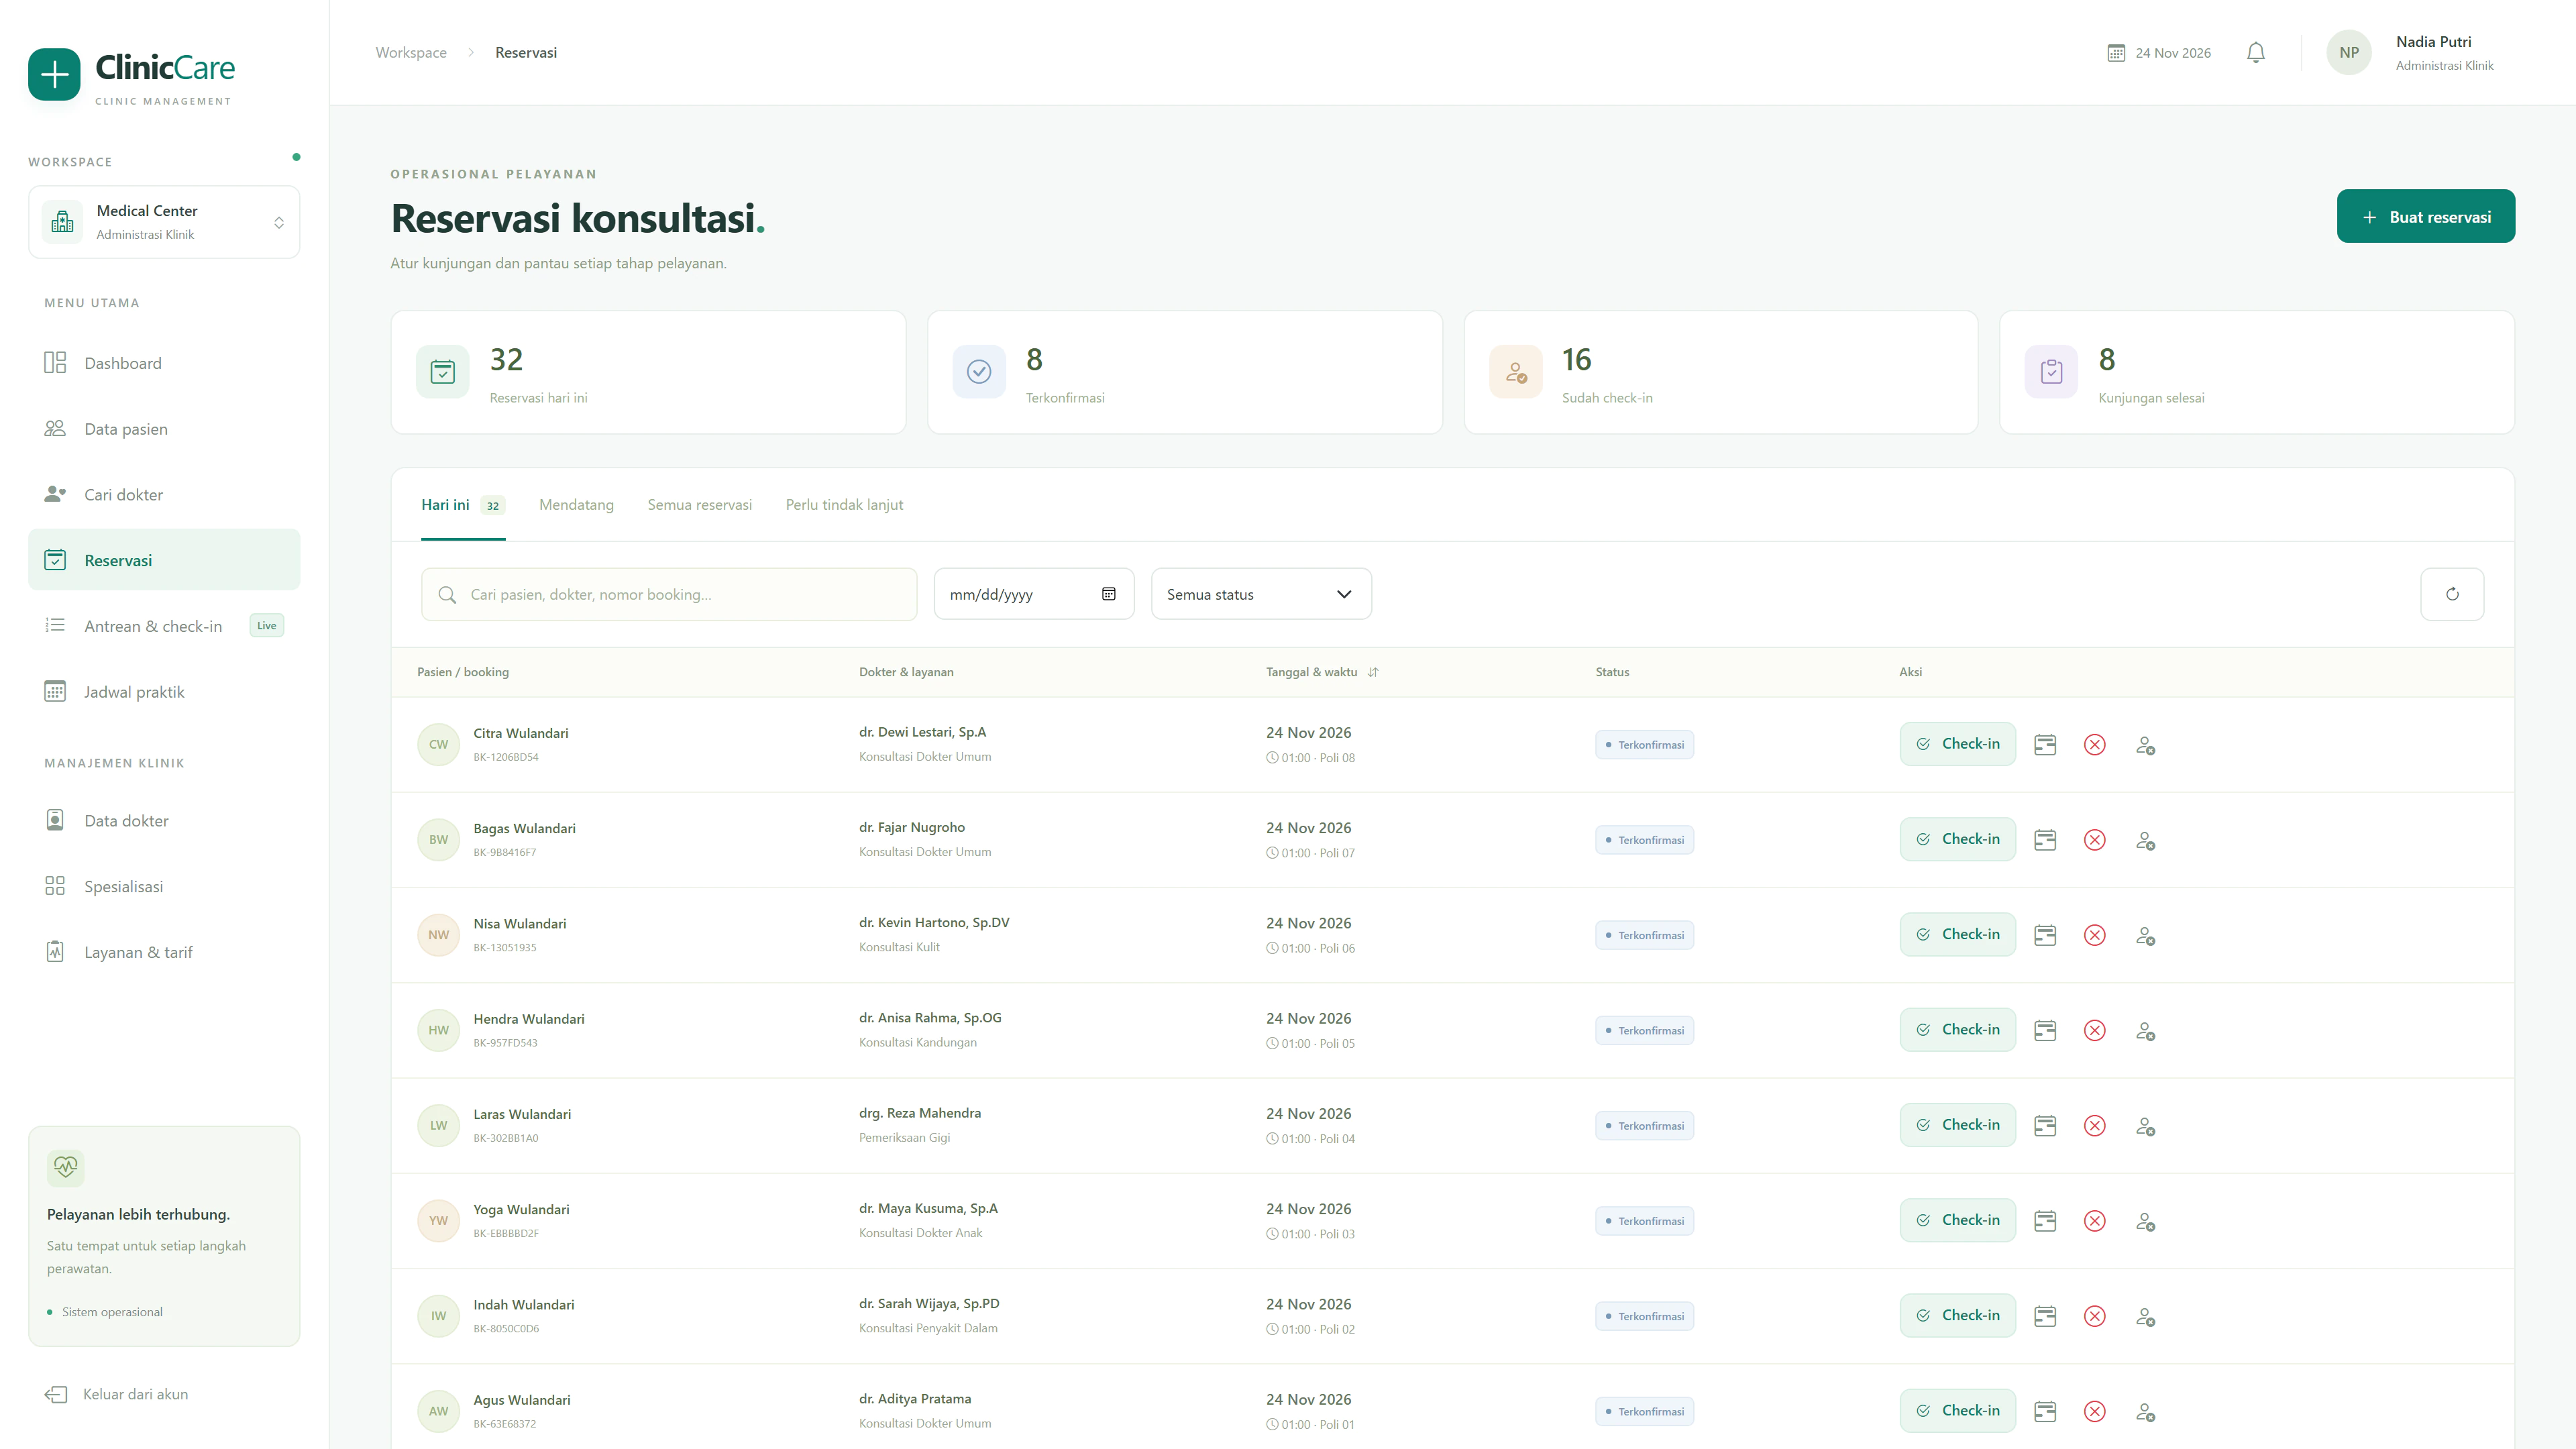 ClinicCare
CLINIC MANAGEMENT
WORKSPACE
Medical Center
Administrasi Klinik
MENU UTAMA
Dashboard
Data pasien
Cari dokter
Reservasi
Antrean & check-in Live
Jadwal praktik
MANAJEMEN KLINIK
Data dokter
Spesialisasi
Layanan & tarif
Pelayanan lebih terhubung.
Satu tempat untuk setiap langkah
perawatan.
Sistem operasional
Keluar dari akun
Workspace Reservasi
24 Nov 2026
NP
Nadia Putri
Administrasi Klinik
OPERASIONAL PELAYANAN
Reservasi konsultasi.
Atur kunjungan dan pantau setiap tahap pelayanan.
Buat reservasi
32
Reservasi hari ini
8
Terkonfirmasi
16
Sudah check-in
8
Kunjungan selesai
Hari ini 32 Mendatang Semua reservasi Perlu tindak lanjut
Cari pasien, dokter, nomor booking... mm/dd/yyyy Semua status
Pasien / booking Dokter & layanan Tanggal & waktu Status Aksi
CW Citra Wulandari dr. Dewi Lestari, Sp.A 24 Nov 2026 Terkonfirmasi Check-in
BK-1206BD54 Konsultasi Dokter Umum 01:00 · Poli 08
BW Bagas Wulandari dr. Fajar Nugroho 24 Nov 2026 Terkonfirmasi Check-in
BK-9B8416F7 Konsultasi Dokter Umum 01:00 · Poli 07
NW Nisa Wulandari dr. Kevin Hartono, Sp.DV 24 Nov 2026 Terkonfirmasi Check-in
BK-13051935 Konsultasi Kulit 01:00 · Poli 06
HW Hendra Wulandari dr. Anisa Rahma, Sp.OG 24 Nov 2026 Terkonfirmasi Check-in
BK-957FD543 Konsultasi Kandungan 01:00 · Poli 05
LW Laras Wulandari drg. Reza Mahendra 24 Nov 2026 Terkonfirmasi Check-in
BK-302BB1A0 Pemeriksaan Gigi 01:00 · Poli 04
YW Yoga Wulandari dr. Maya Kusuma, Sp.A 24 Nov 2026 Terkonfirmasi Check-in
BK-EBBBBD2F Konsultasi Dokter Anak 01:00 · Poli 03
IW Indah Wulandari dr. Sarah Wijaya, Sp.PD 24 Nov 2026 Terkonfirmasi Check-in
BK-8050C0D6 Konsultasi Penyakit Dalam 01:00 · Poli 02
AW Agus Wulandari dr. Aditya Pratama 24 Nov 2026 Terkonfirmasi Check-in
BK-63E68372 Konsultasi Dokter Umum 01:00 · Poli 01